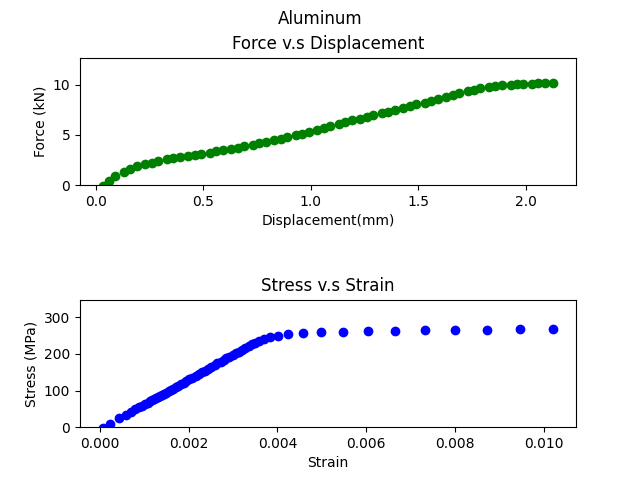 Aluminum
Force v.s Displacement
10
5
0
Force (kN)
0.0 0.5 1.0 1.5 2.0
Displacement(mm)
Stress v.s Strain
300
200
100
0
Stress (MPa)
0.000 0.002 0.004 0.006 0.008 0.010
Strain